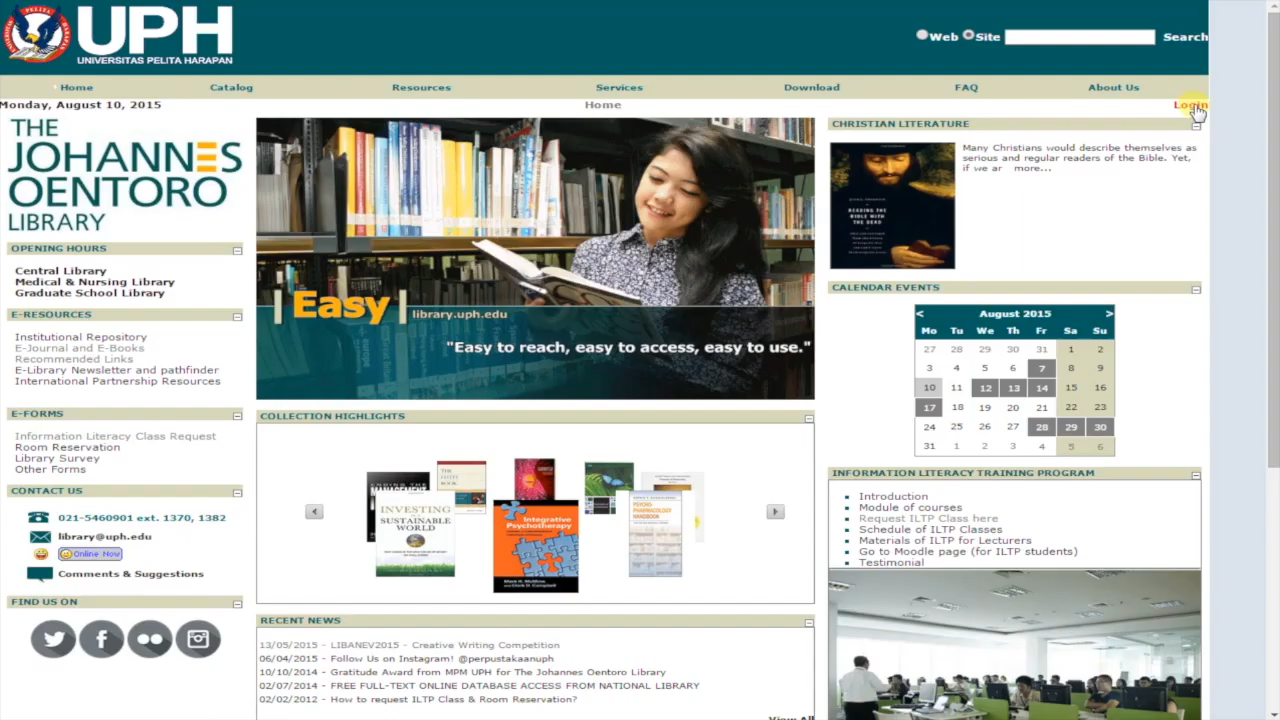 UPH
UNIVERSITAS PELITA HARAPAN
Web Site Search
Home Catalog Resources Services Download FAQ About Us
Monday, August 10, 2015 Home Login
THE
JOHANNES
OENTORO
LIBRARY
OPENING HOURS
Central Library
Medical & Nursing Library
Graduate School Library
E-RESOURCES
Institutional Repository
E-Journal and E-Books
Recommended Links
E-Library Newsletter and pathfinder
International Partnership Resources
E-FORMS
Information Literacy Class Request
Room Reservation
Library Survey
Other Forms
CONTACT US
021-5460901 ext. 1370, 1382
library@uph.edu
Online Now
Comments & Suggestions
FIND US ON
Easy
library.uph.edu
"Easy to reach, easy to access, easy to use."
COLLECTION HIGHLIGHTS
INVESTING
SUSTAINABLE
WORLD
Integrative
Psychotherapy
RECENT NEWS
13/05/2015 - LIBANEV2015 - Creative Writing Competition
06/04/2015 - Follow Us on Instagram! @perpustakaanuph
10/10/2014 - Gratitude Award from MPM UPH for The Johannes Oentoro Library
02/07/2014 - FREE FULL-TEXT ONLINE DATABASE ACCESS FROM NATIONAL LIBRARY
02/02/2012 - How to request ILTP Class & Room Reservation?
View All
CHRISTIAN LITERATURE
Many Christians would describe themselves as
serious and regular readers of the Bible. Yet,
if we ar more...
READING THE
BIBLE WITH
THE DEAD
CALENDAR EVENTS
< August 2015 >
Mo Tu We Th Fr Sa Su
27 28 29 30 31 1 2
3 4 5 6 7 8 9
10 11 12 13 14 15 16
17 18 19 20 21 22 23
24 25 26 27 28 29 30
31 1 2 3 4 5 6
INFORMATION LITERACY TRAINING PROGRAM
Introduction
Module of courses
Request ILTP Class here
Schedule of ILTP Classes
Materials of ILTP for Lecturers
Go to Moodle page (for ILTP students)
Testimonial